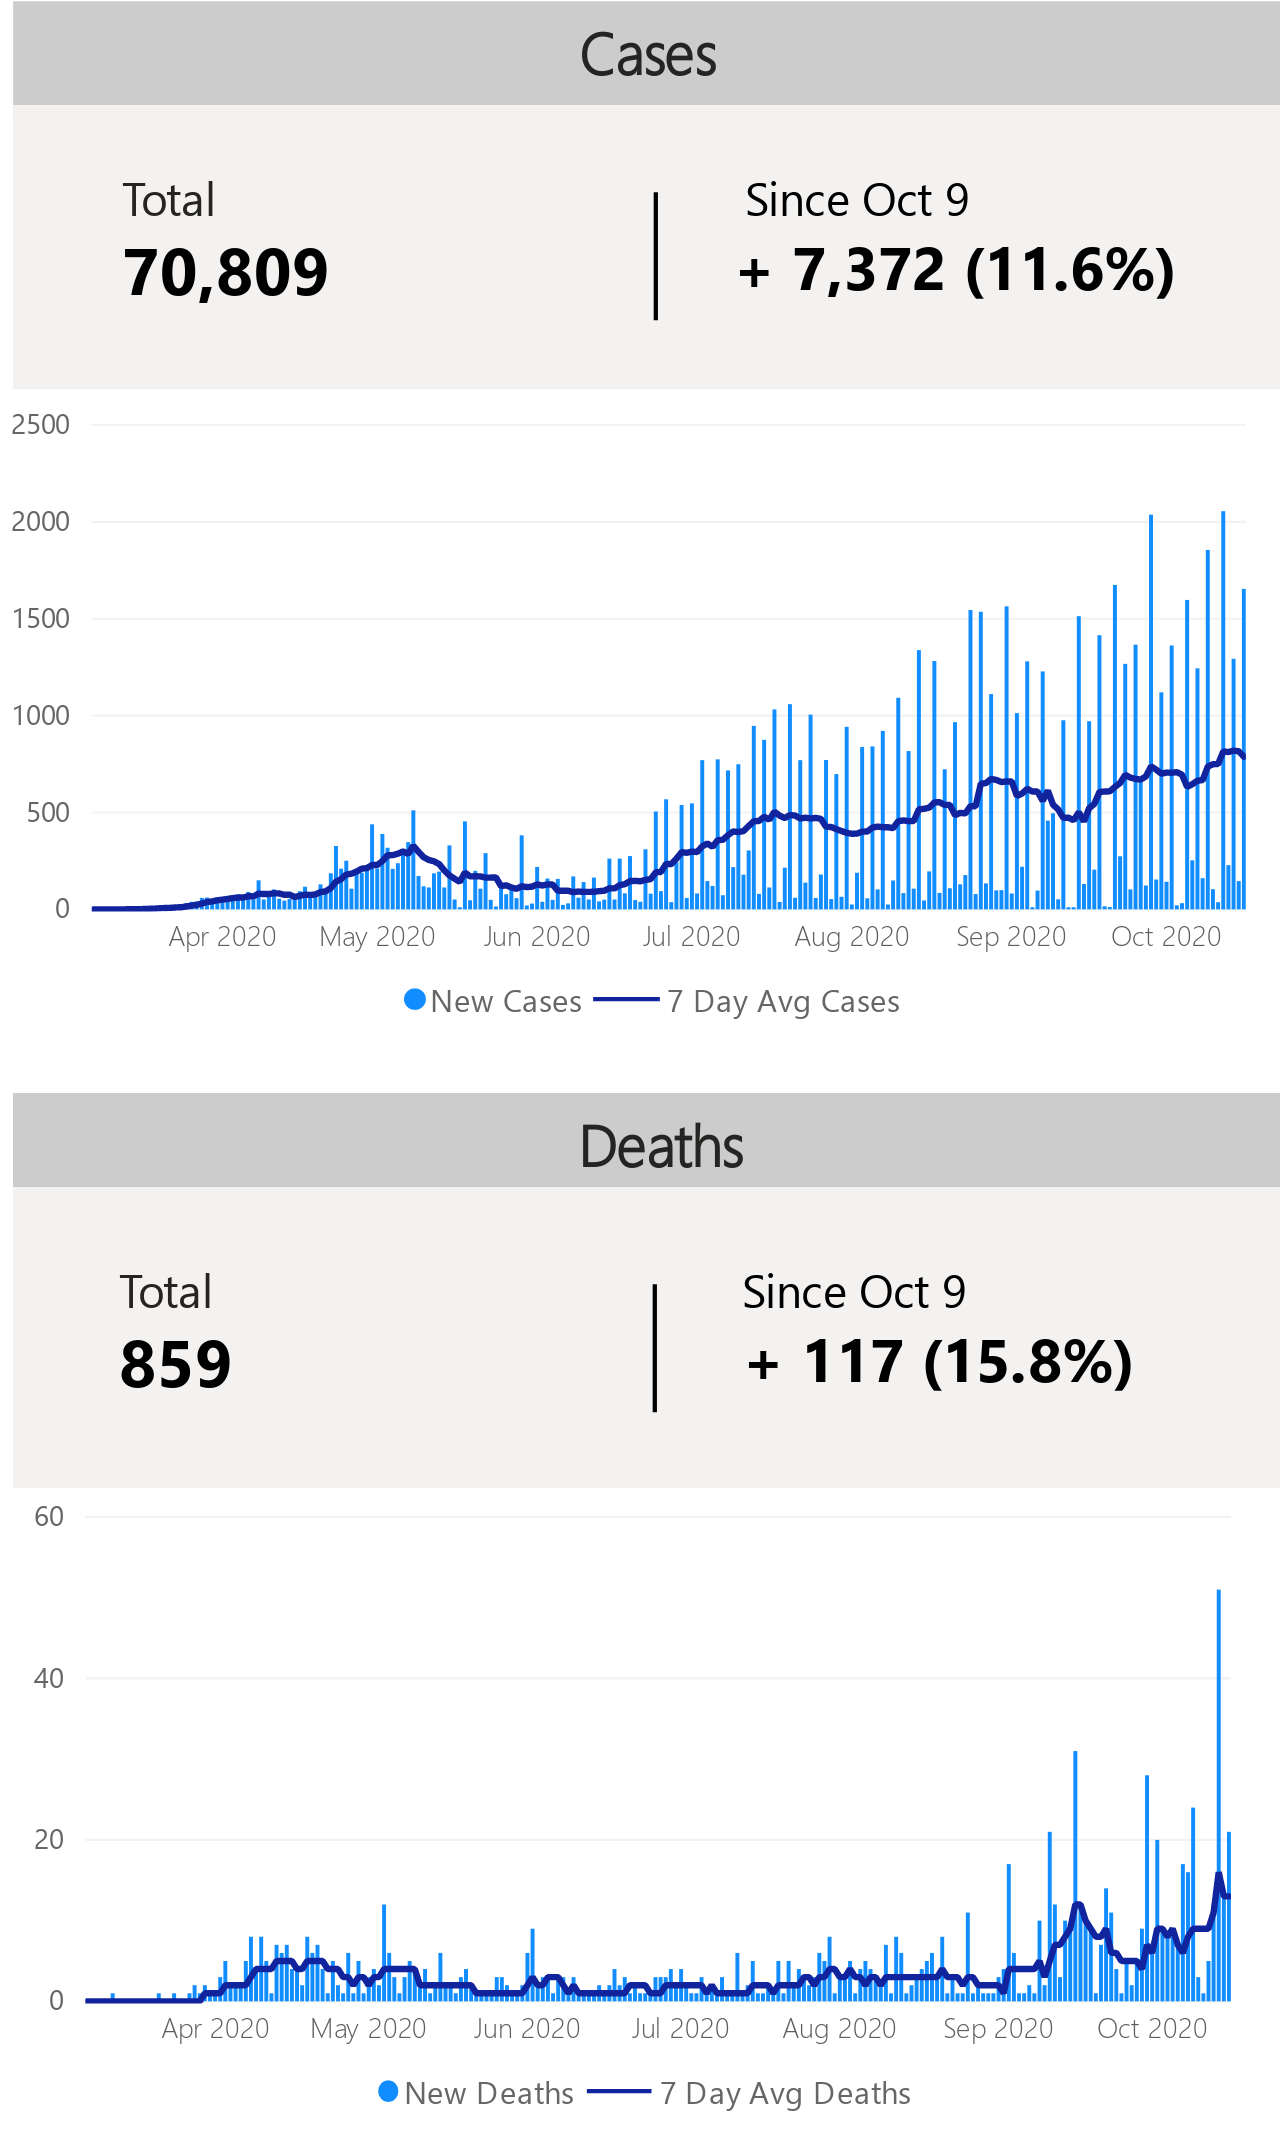 Cases
Total
Since Oct 9
70,809
+ 7,372 (11.6%)
2500
2000
1500
1000
500
0
Apr 2020 May 2020 Jun 2020 Jul 2020 Aug 2020 Sep 2020 Oct 2020
New Cases 7 Day Avg Cases
Deaths
Total
Since Oct 9
859
+ 117 (15.8%)
60
40
20
0
Apr 2020 May 2020 Jun 2020 Jul 2020 Aug 2020 Sep 2020 Oct 2020
New Deaths 7 Day Avg Deaths